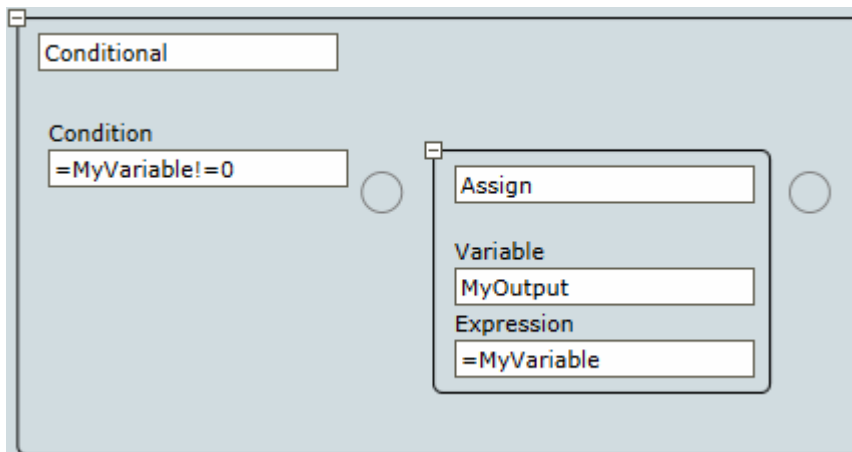 Conditional
Condition
=MyVariable!=0
Assign
Variable
MyOutput
Expression
=MyVariable